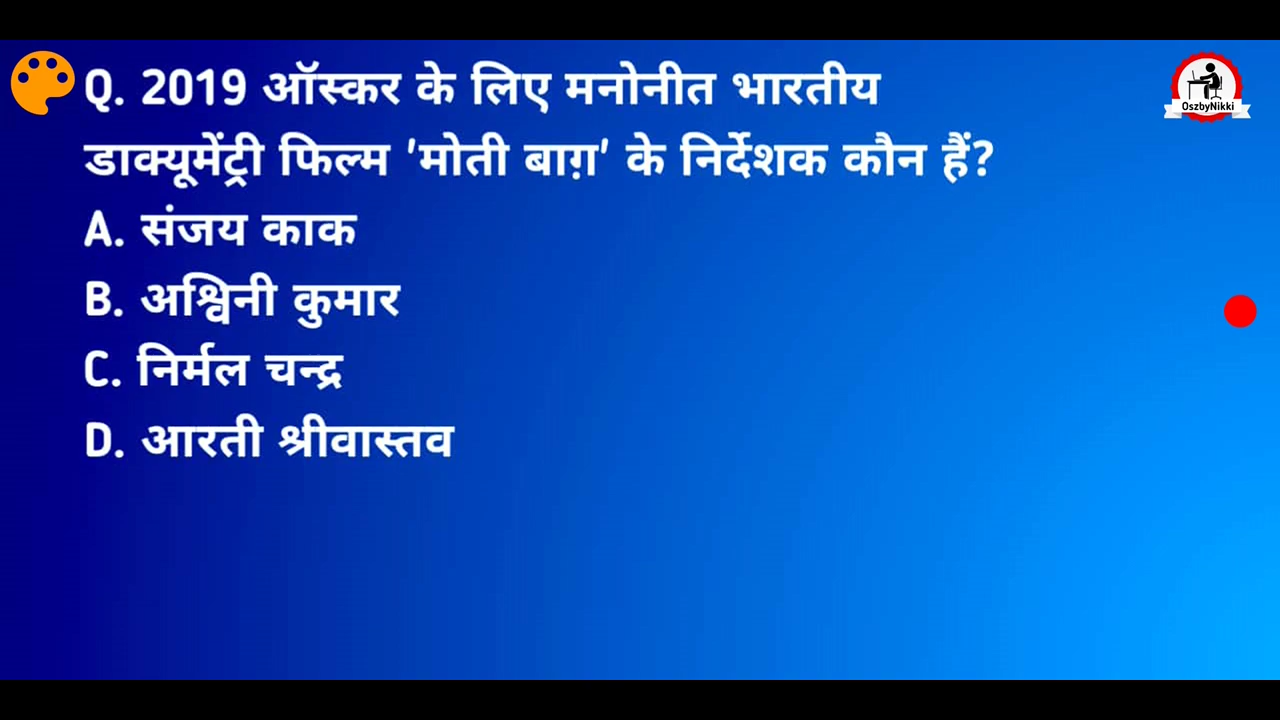 Q. 2019 ऑस्कर के लिए मनोनीत भारतीय
डाक्यूमेंट्री फिल्म 'मोती बाग़' के निर्देशक कौन हैं?
A. संजय काक
B. अश्विनी कुमार
C. निर्मल चन्द्र
D. आरती श्रीवास्तव
OszbyNikki